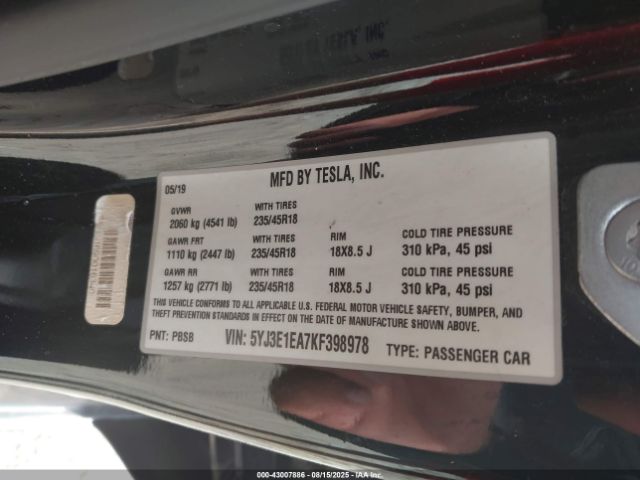 05/19 MFD BY TESLA, INC.
GVWR WITH TIRES
2060 kg (4541 lb) 235/45R18
GAWR FRT WITH TIRES RIM COLD TIRE PRESSURE
1110 kg (2447 lb) 235/45R18 18X8.5 J 310 kPa, 45 psi
GAWR RR WITH TIRES RIM COLD TIRE PRESSURE
1257 kg (2771 lb) 235/45R18 18X8.5 J 310 kPa, 45 psi
THIS VEHICLE CONFORMS TO ALL APPLICABLE U.S. FEDERAL MOTOR VEHICLE SAFETY, BUMPER, AND
THEFT PREVENTION STANDARDS IN EFFECT ON THE DATE OF MANUFACTURE SHOWN ABOVE.
PNT: PBSB VIN: 5YJ3E1EA7KF398978 TYPE: PASSENGER CAR
© IAA - 43007886 - 08/15/2025 - IAAI.COM